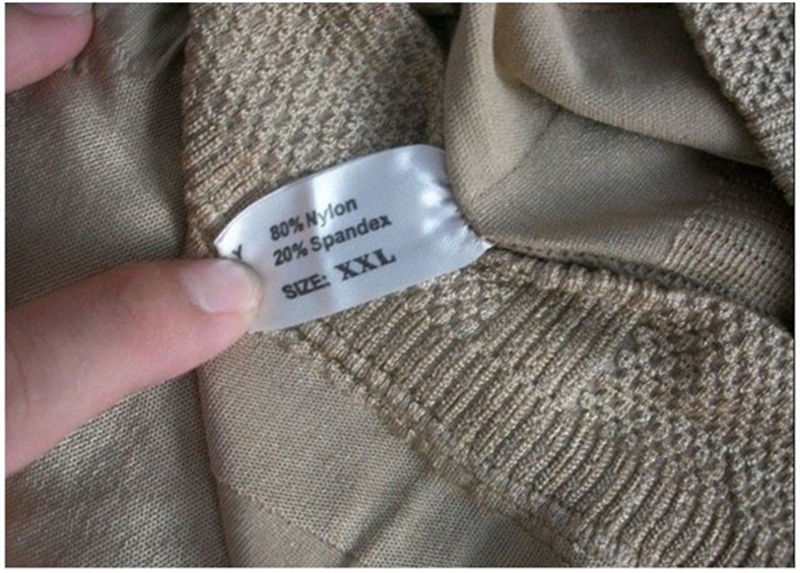 80% Nylon
20% Spandex
SIZE: XXL